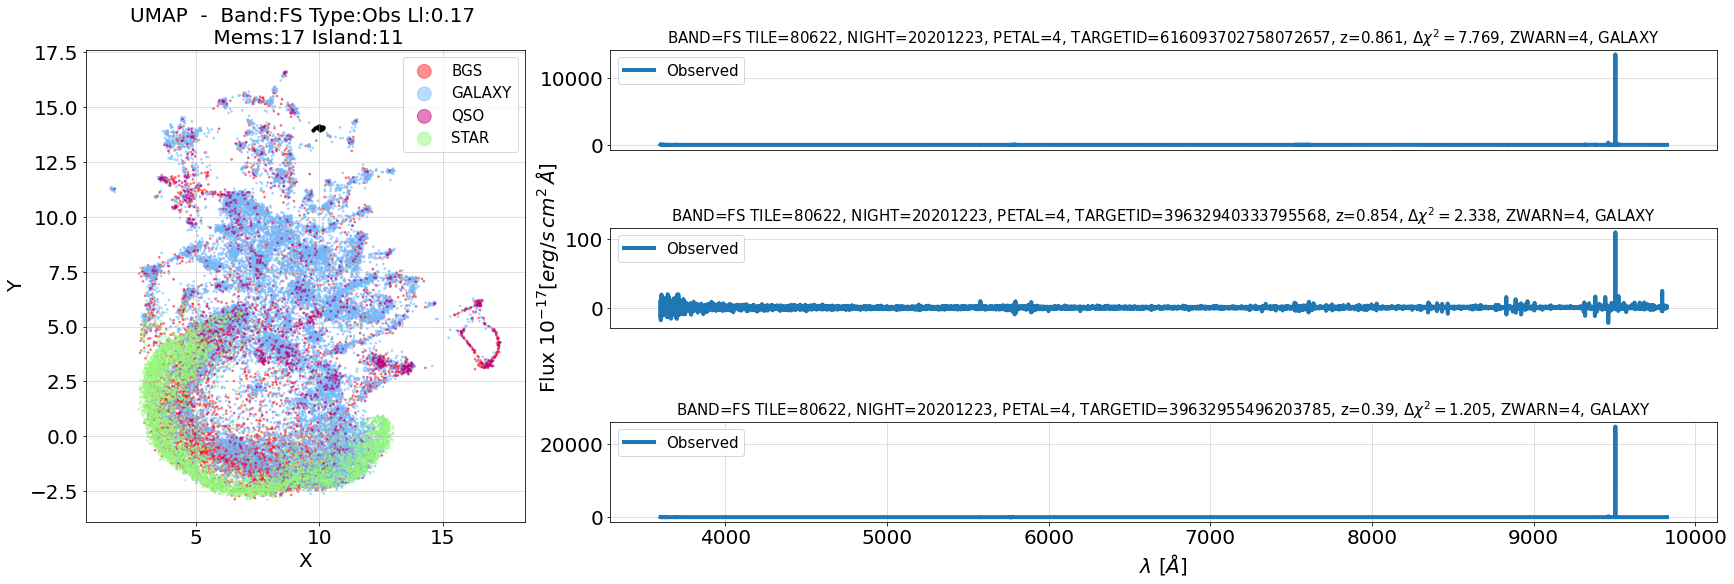 UMAP - Band:FS Type:Obs Ll:0.17
Mems:17 Island:11
17.5
15.0
12.5
10.0
7.5
5.0
2.5
0.0
−2.5
Y
5
10
15
X
BGS
GALAXY
QSO
STAR
BAND=FS TILE=80622, NIGHT=20201223, PETAL=4, TARGETID=616093702758072657, z=0.861, Δχ² = 7.769, ZWARN=4, GALAXY
Observed
10000
0
BAND=FS TILE=80622, NIGHT=20201223, PETAL=4, TARGETID=39632940333795568, z=0.854, Δχ² = 2.338, ZWARN=4, GALAXY
Observed
100
0
Flux 10⁻¹⁷[erg/s cm² Å]
BAND=FS TILE=80622, NIGHT=20201223, PETAL=4, TARGETID=39632955496203785, z=0.39, Δχ² = 1.205, ZWARN=4, GALAXY
Observed
20000
0
4000
5000
6000
7000
8000
9000
10000
λ [Å]